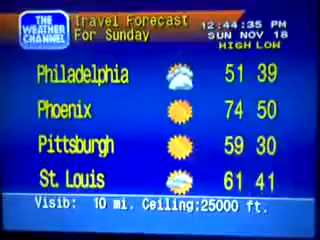 THE
WEATHER
CHANNEL
Travel Forecast
For Sunday
12:44:35 PM
SUN NOV 18
HIGH LOW
Philadelphia 51 39
Phoenix 74 50
Pittsburgh 59 30
St. Louis 61 41
Visib: 10 mi. Ceiling:25000 ft.